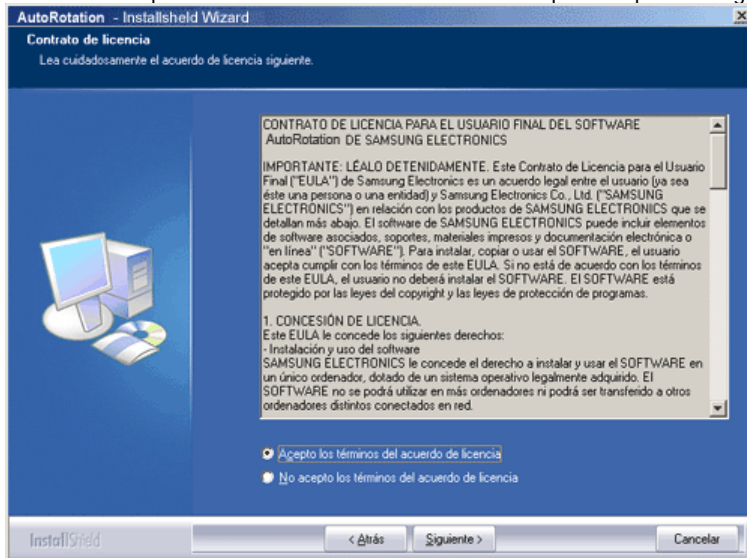 AutoRotation - InstallShield Wizard
Contrato de licencia
Lea cuidadosamente el acuerdo de licencia siguiente.
CONTRATO DE LICENCIA PARA EL USUARIO FINAL DEL SOFTWARE
AutoRotation DE SAMSUNG ELECTRONICS
IMPORTANTE: LÉALO DETENIDAMENTE. Este Contrato de Licencia para el Usuario
Final ("EULA") de Samsung Electronics es un acuerdo legal entre el usuario (ya sea
éste una persona o una entidad) y Samsung Electronics Co., Ltd. ("SAMSUNG
ELECTRONICS") en relación con los productos de SAMSUNG ELECTRONICS que se
detallan más abajo. El software de SAMSUNG ELECTRONICS puede incluir elementos
de software asociados, soportes, materiales impresos y documentación electrónica o
"en línea" ("SOFTWARE"). Para instalar, copiar o usar el SOFTWARE, el usuario
acepta cumplir con los términos de este EULA. Si no está de acuerdo con los términos
de este EULA, el usuario no deberá instalar el SOFTWARE. El SOFTWARE está
protegido por las leyes del copyright y las leyes de protección de programas.
1. CONCESIÓN DE LICENCIA.
Este EULA le concede los siguientes derechos:
- Instalación y uso del software
SAMSUNG ELECTRONICS le concede el derecho a instalar y usar el SOFTWARE en
un único ordenador, dotado de un sistema operativo legalmente adquirido. El
SOFTWARE no se podrá utilizar en más ordenadores ni podrá ser transferido a otros
ordenadores distintos conectados en red.
Acepto los términos del acuerdo de licencia
No acepto los términos del acuerdo de licencia
InstallShield
< Atrás
Siguiente >
Cancelar